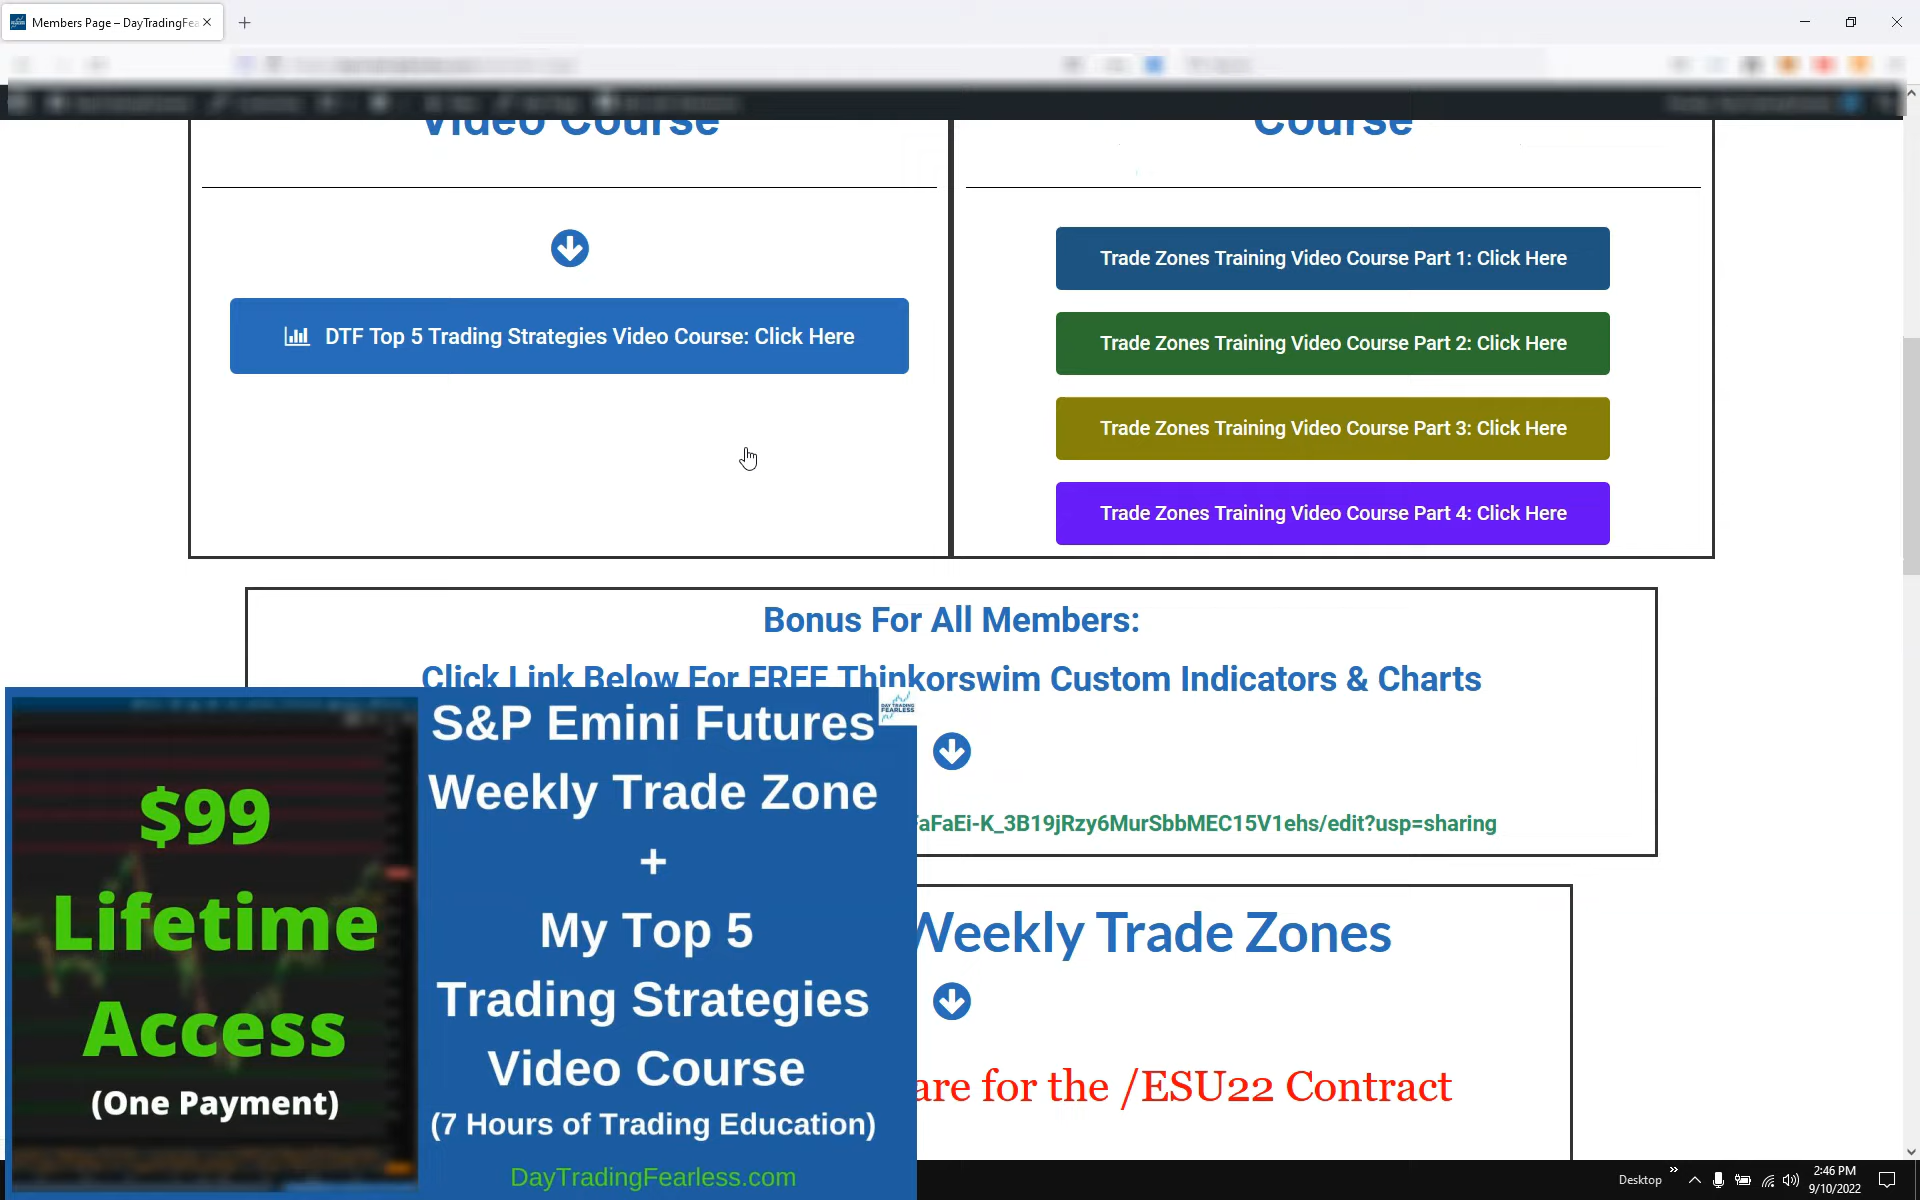 Members Page – DayTradingFea
Video Course
Course
DTF Top 5 Trading Strategies Video Course: Click Here
Trade Zones Training Video Course Part 1: Click Here
Trade Zones Training Video Course Part 2: Click Here
Trade Zones Training Video Course Part 3: Click Here
Trade Zones Training Video Course Part 4: Click Here
Bonus For All Members:
Click Link Below For FREE Thinkorswim Custom Indicators & Charts
aFaEi-K_3B19jRzy6MurSbbMEC15V1ehs/edit?usp=sharing
Weekly Trade Zones
are for the /ESU22 Contract
$99
Lifetime
Access
(One Payment)
S&P Emini Futures
Weekly Trade Zone
+
My Top 5
Trading Strategies
Video Course
(7 Hours of Trading Education)
DayTradingFearless.com
DAY TRADING
FEARLESS
Desktop
2:46 PM
9/10/2022